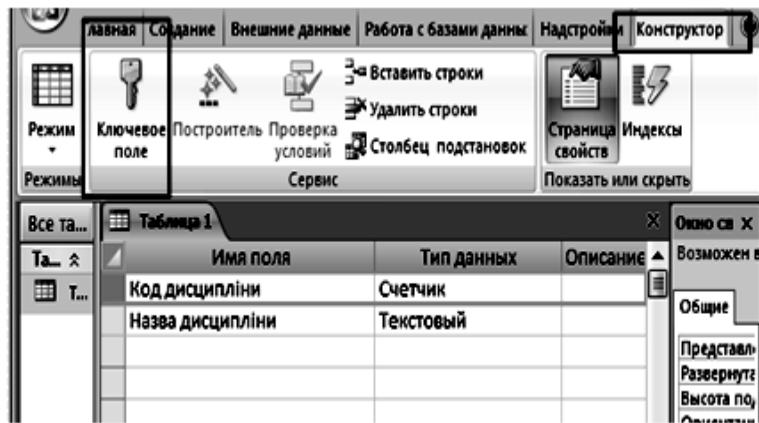 лавная Создание Внешние данные Работа с базами данны: Надстройки Конструктор
Режим
Ключевое поле
Построитель
Проверка условий
Вставить строки
Удалить строки
Столбец подстановок
Страница свойств
Индексы
Режимы
Сервис
Показать или скрыть
Все та...
Таблица 1
Окно св X
Та...
Имя поля Тип данных Описание
Возможен в
Т...
Код дисципліни Счетчик
Назва дисципліни Текстовый
Общие
Представл
Развернута
Высота по